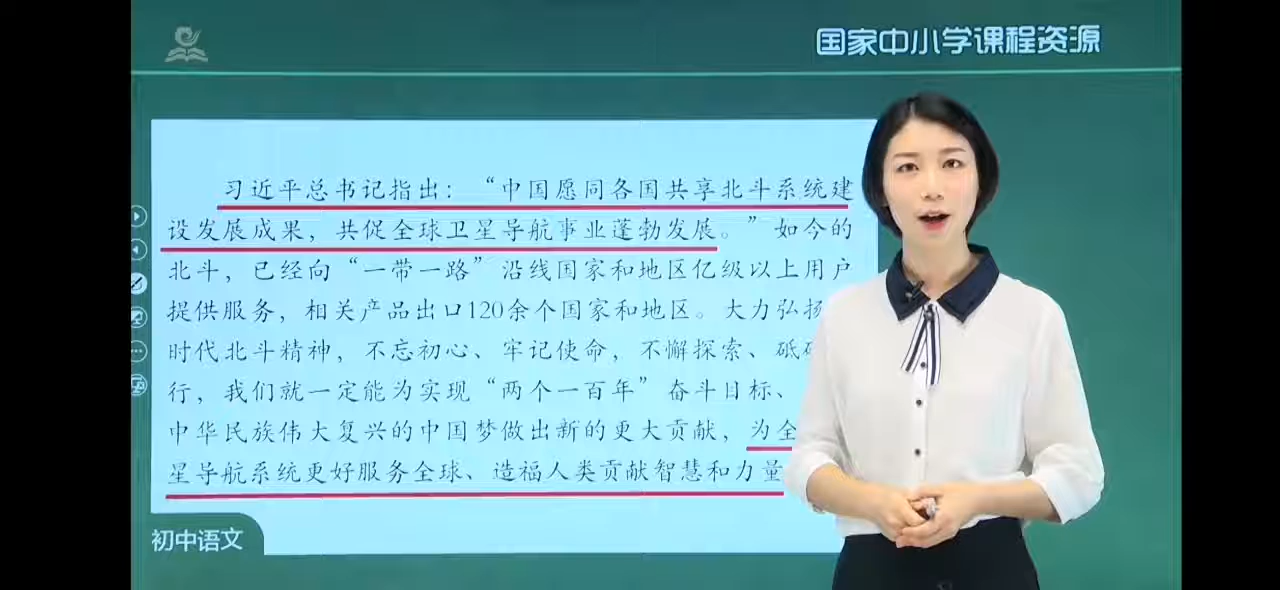 国家中小学课程资源
习近平总书记指出：“中国愿同各国共享北斗系统建
设发展成果，共促全球卫星导航事业蓬勃发展。”如今的
北斗，已经向“一带一路”沿线国家和地区亿级以上用户
提供服务，相关产品出口120余个国家和地区。大力弘扬
时代北斗精神，不忘初心、牢记使命，不懈探索、砥
行，我们就一定能为实现“两个一百年”奋斗目标、
中华民族伟大复兴的中国梦做出新的更大贡献，为全
星导航系统更好服务全球、造福人类贡献智慧和力量
初中语文